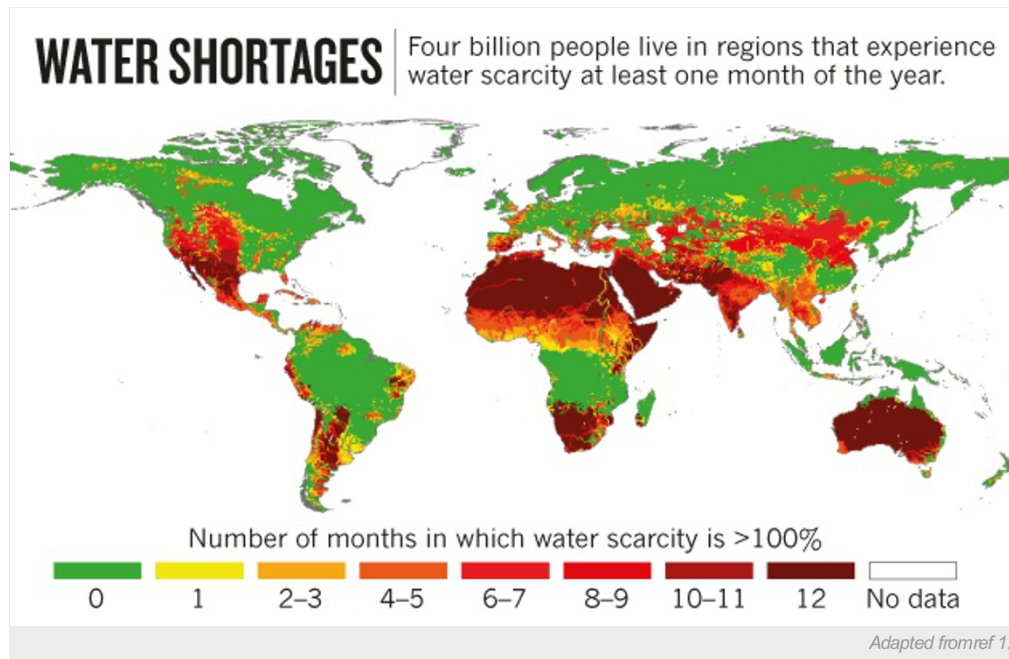 WATER SHORTAGES
Four billion people live in regions that experience
water scarcity at least one month of the year.
Number of months in which water scarcity is >100%
0 1 2–3 4–5 6–7 8–9 10–11 12 No data
Adapted fromref 1.